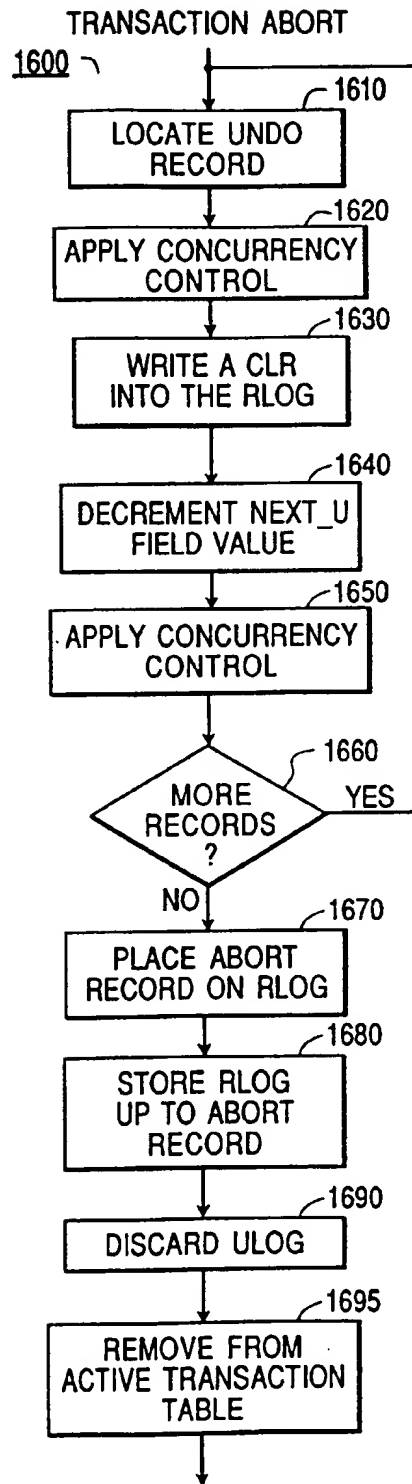 TRANSACTION ABORT
1600
1610
LOCATE UNDO
RECORD
1620
APPLY CONCURRENCY
CONTROL
1630
WRITE A CLR
INTO THE RLOG
1640
DECREMENT NEXT_U
FIELD VALUE
1650
APPLY CONCURRENCY
CONTROL
1660
MORE
RECORDS
?
YES
NO
1670
PLACE ABORT
RECORD ON RLOG
1680
STORE RLOG
UP TO ABORT
RECORD
1690
DISCARD ULOG
1695
REMOVE FROM
ACTIVE TRANSACTION
TABLE